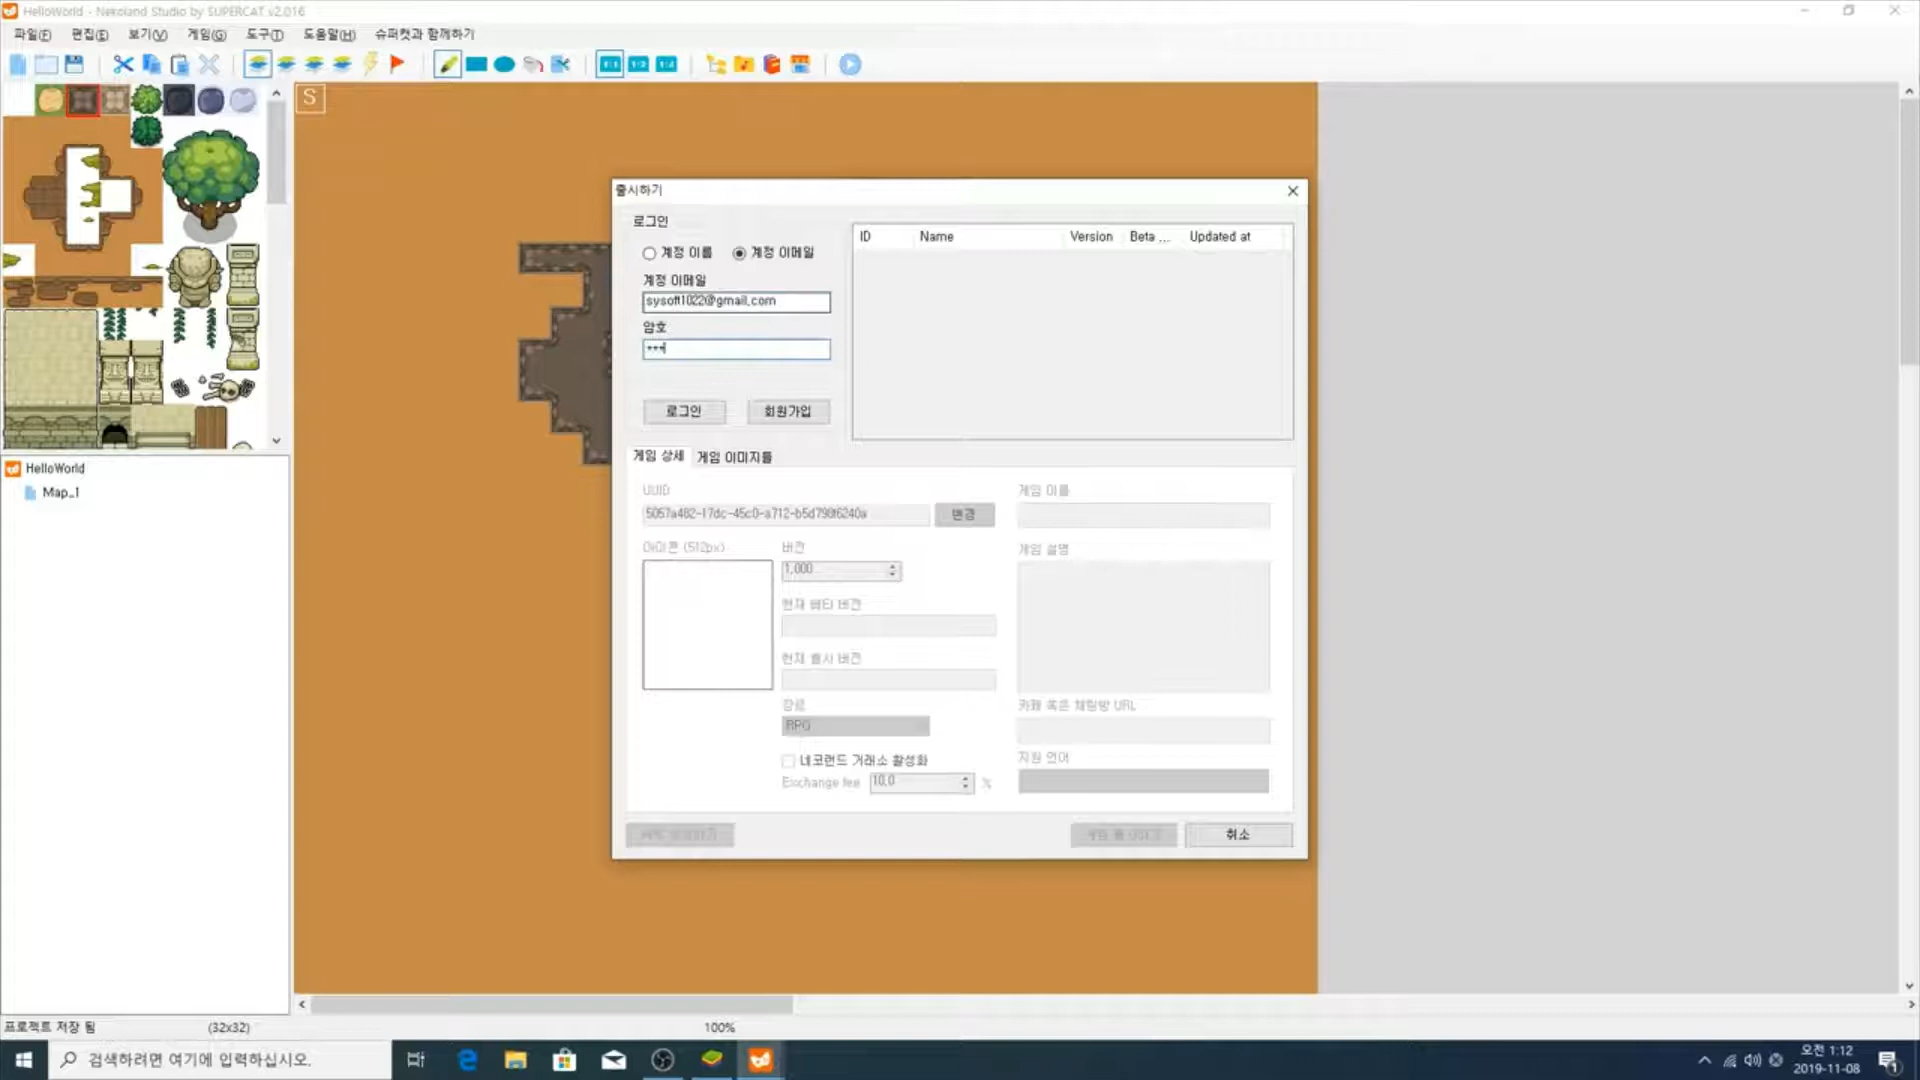 HelloWorld - Nekoland Studio by SUPERCAT v2.016
파일(F) 편집(E) 보기(V) 게임(G) 도구(T) 도움말(H) 슈퍼캣과 함께하기
1:1 1:2 1:4
S
출시하기
로그인
계정 이름 계정 이메일
계정 이메일
sysoft1022@gmail.com
암호
***
로그인 회원가입
ID Name Version Beta ... Updated at
게임 상세 게임 이미지들
UUID
5057a482-17dc-45c0-a712-b5d798f6240a 변경
아이콘 (512px)
버전
1,000
현재 베타 버전
현재 출시 버전
장르
RPG
네코랜드 거래소 활성화
Exchange fee 10,0 %
게임 이름
게임 설명
카페 혹은 채팅방 URL
지원 언어
취소
HelloWorld
Map_1
프로젝트 저장 됨 (32x32) 100%
검색하려면 여기에 입력하십시오.
오전 1:12
2019-11-08
1